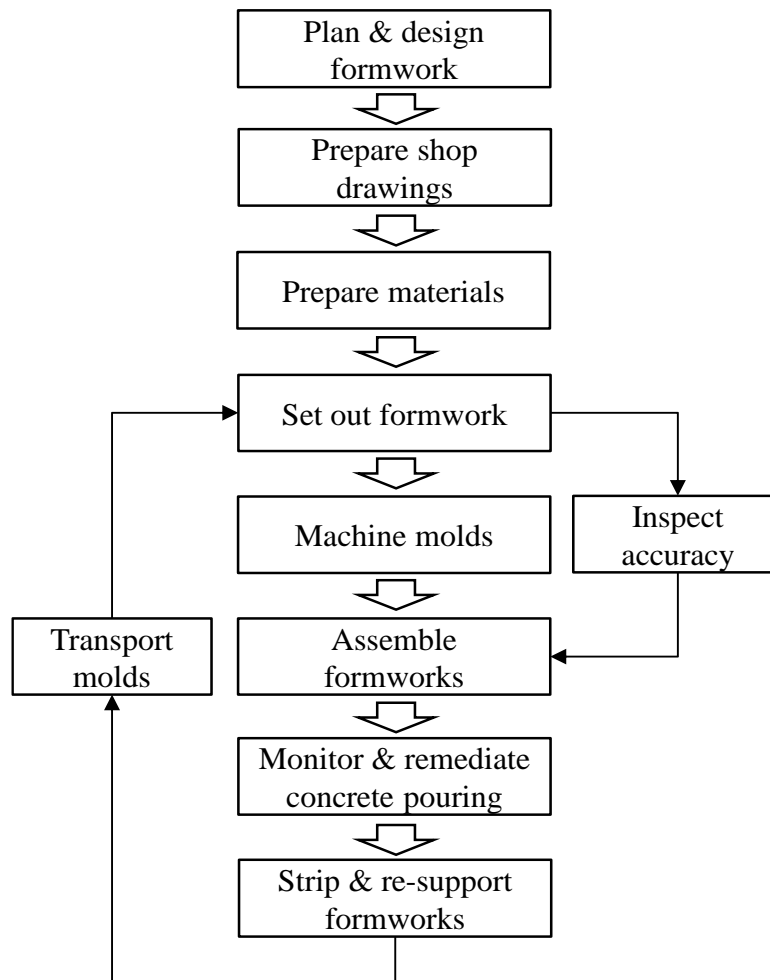 Plan & design
formwork
Prepare shop
drawings
Prepare materials
Set out formwork
Machine molds
Inspect
accuracy
Transport
molds
Assemble
formworks
Monitor & remediate
concrete pouring
Strip & re-support
formworks